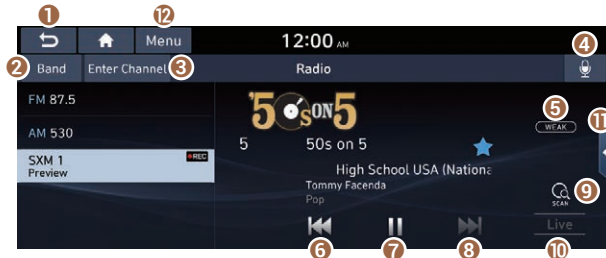 1 12
Menu 12:00 AM 4
2 Band Enter Channel 3 Radio
FM 87.5
'50s ON 5
5
11
AM 530
WEAK
5 50s on 5
SXM 1 REC
Preview
High School USA (Nationa
Tommy Facenda
9
Pop
SCAN
Live
6 7 8 10